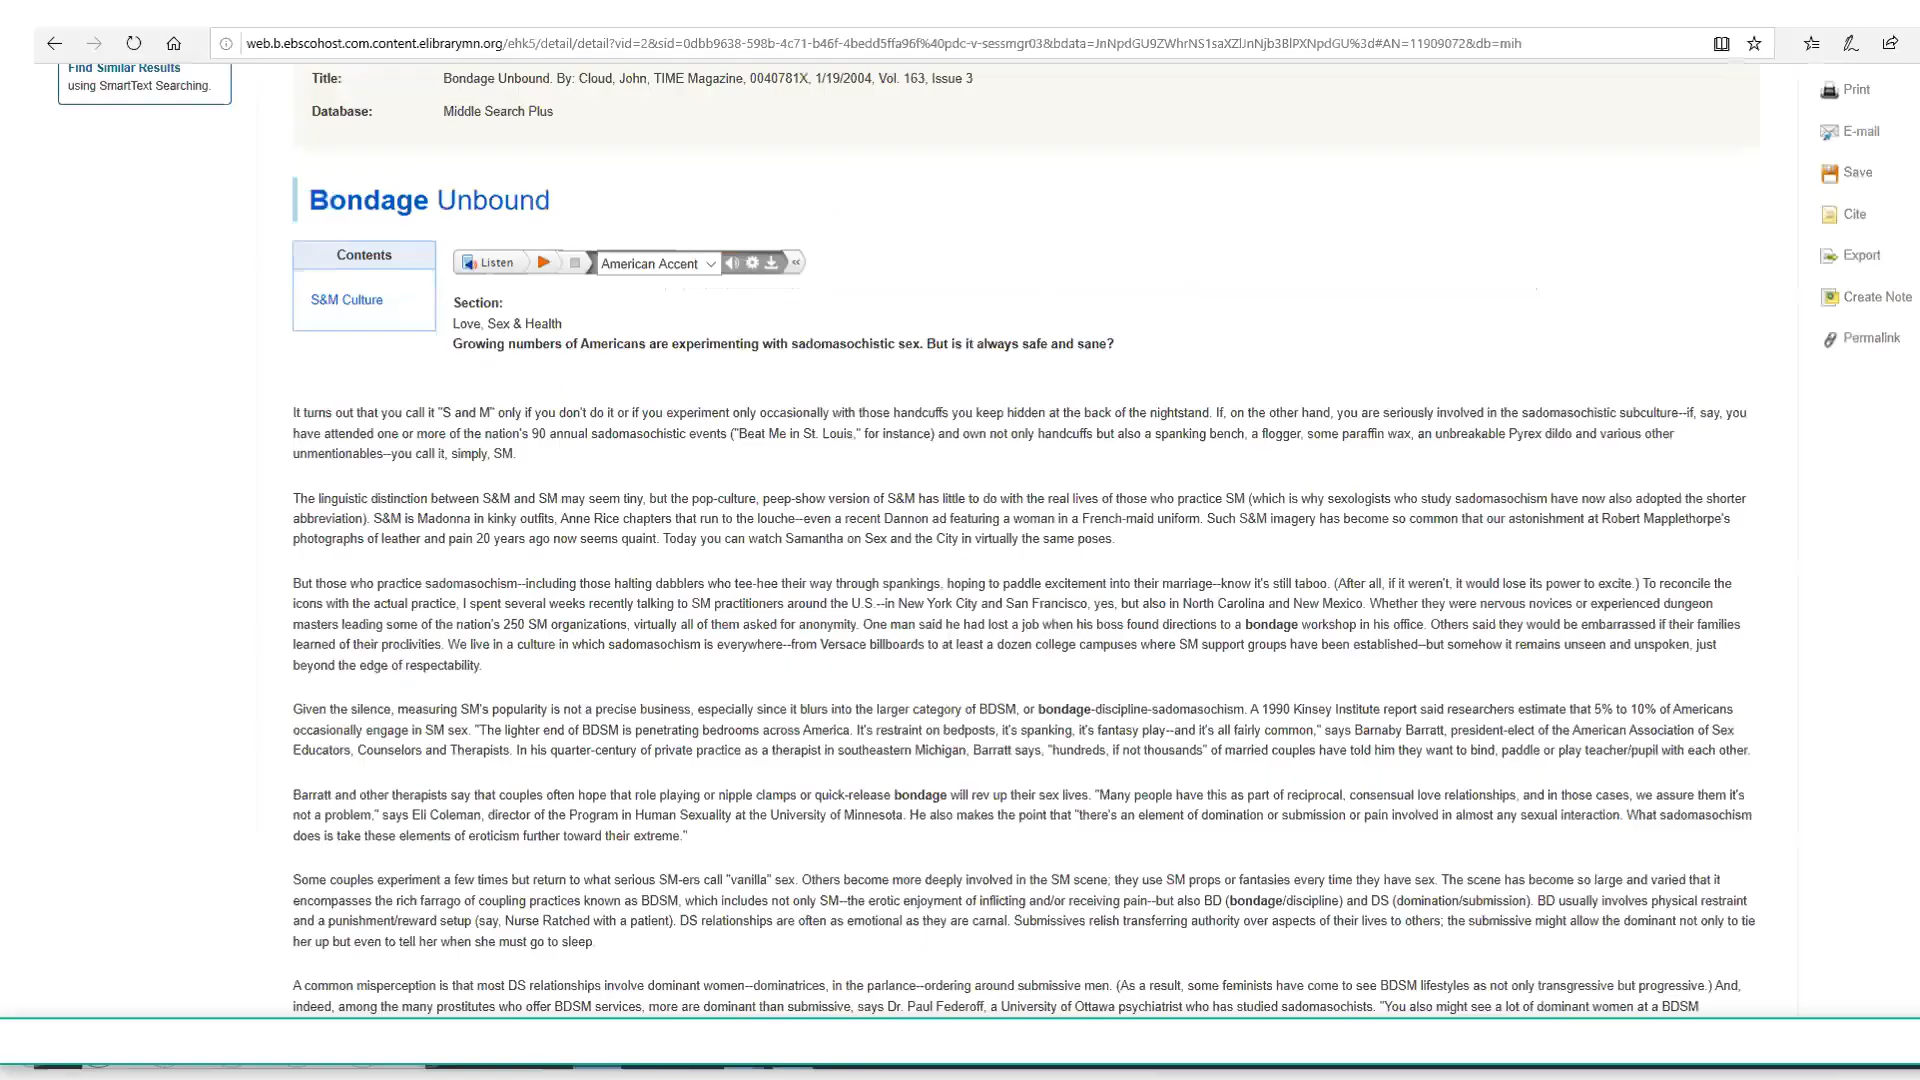 web.b.ebscohost.com.content.elibrarymn.org/ehk5/detail/detail?vid=2&sid=0dbb9638-598b-4c71-b46f-4bedd5ffa96f%40pdc-v-sessmgr03&bdata=JnNpdGU9ZWhrNS1saXZlJnNjb3BlPXNpdGU%3d#AN=11909072&db=mih
Find Similar Results
using SmartText Searching.
Title: Bondage Unbound. By: Cloud, John, TIME Magazine, 0040781X, 1/19/2004, Vol. 163, Issue 3
Database: Middle Search Plus
Print
E-mail
Save
Cite
Export
Create Note
Permalink
Bondage Unbound
Contents
S&M Culture
Listen
American Accent
Section:
Love, Sex & Health
Growing numbers of Americans are experimenting with sadomasochistic sex. But is it always safe and sane?
It turns out that you call it "S and M" only if you don't do it or if you experiment only occasionally with those handcuffs you keep hidden at the back of the nightstand. If, on the other hand, you are seriously involved in the sadomasochistic subculture--if, say, you
have attended one or more of the nation's 90 annual sadomasochistic events ("Beat Me in St. Louis," for instance) and own not only handcuffs but also a spanking bench, a flogger, some paraffin wax, an unbreakable Pyrex dildo and various other
unmentionables--you call it, simply, SM.
The linguistic distinction between S&M and SM may seem tiny, but the pop-culture, peep-show version of S&M has little to do with the real lives of those who practice SM (which is why sexologists who study sadomasochism have now also adopted the shorter
abbreviation). S&M is Madonna in kinky outfits, Anne Rice chapters that run to the louche--even a recent Dannon ad featuring a woman in a French-maid uniform. Such S&M imagery has become so common that our astonishment at Robert Mapplethorpe's
photographs of leather and pain 20 years ago now seems quaint. Today you can watch Samantha on Sex and the City in virtually the same poses.
But those who practice sadomasochism--including those halting dabblers who tee-hee their way through spankings, hoping to paddle excitement into their marriage--know it's still taboo. (After all, if it weren't, it would lose its power to excite.) To reconcile the
icons with the actual practice, I spent several weeks recently talking to SM practitioners around the U.S.--in New York City and San Francisco, yes, but also in North Carolina and New Mexico. Whether they were nervous novices or experienced dungeon
masters leading some of the nation's 250 SM organizations, virtually all of them asked for anonymity. One man said he had lost a job when his boss found directions to a bondage workshop in his office. Others said they would be embarrassed if their families
learned of their proclivities. We live in a culture in which sadomasochism is everywhere--from Versace billboards to at least a dozen college campuses where SM support groups have been established--but somehow it remains unseen and unspoken, just
beyond the edge of respectability.
Given the silence, measuring SM's popularity is not a precise business, especially since it blurs into the larger category of BDSM, or bondage-discipline-sadomasochism. A 1990 Kinsey Institute report said researchers estimate that 5% to 10% of Americans
occasionally engage in SM sex. "The lighter end of BDSM is penetrating bedrooms across America. It's restraint on bedposts, it's spanking, it's fantasy play--and it's all fairly common," says Barnaby Barratt, president-elect of the American Association of Sex
Educators, Counselors and Therapists. In his quarter-century of private practice as a therapist in southeastern Michigan, Barratt says, "hundreds, if not thousands" of married couples have told him they want to bind, paddle or play teacher/pupil with each other.
Barratt and other therapists say that couples often hope that role playing or nipple clamps or quick-release bondage will rev up their sex lives. "Many people have this as part of reciprocal, consensual love relationships, and in those cases, we assure them it's
not a problem," says Eli Coleman, director of the Program in Human Sexuality at the University of Minnesota. He also makes the point that "there's an element of domination or submission or pain involved in almost any sexual interaction. What sadomasochism
does is take these elements of eroticism further toward their extreme."
Some couples experiment a few times but return to what serious SM-ers call "vanilla" sex. Others become more deeply involved in the SM scene; they use SM props or fantasies every time they have sex. The scene has become so large and varied that it
encompasses the rich farrago of coupling practices known as BDSM, which includes not only SM--the erotic enjoyment of inflicting and/or receiving pain--but also BD (bondage/discipline) and DS (domination/submission). BD usually involves physical restraint
and a punishment/reward setup (say, Nurse Ratched with a patient). DS relationships are often as emotional as they are carnal. Submissives relish transferring authority over aspects of their lives to others; the submissive might allow the dominant not only to tie
her up but even to tell her when she must go to sleep.
A common misperception is that most DS relationships involve dominant women--dominatrices, in the parlance--ordering around submissive men. (As a result, some feminists have come to see BDSM lifestyles as not only transgressive but progressive.) And,
indeed, among the many prostitutes who offer BDSM services, more are dominant than submissive, says Dr. Paul Federoff, a University of Ottawa psychiatrist who has studied sadomasochists. "You also might see a lot of dominant women at a BDSM